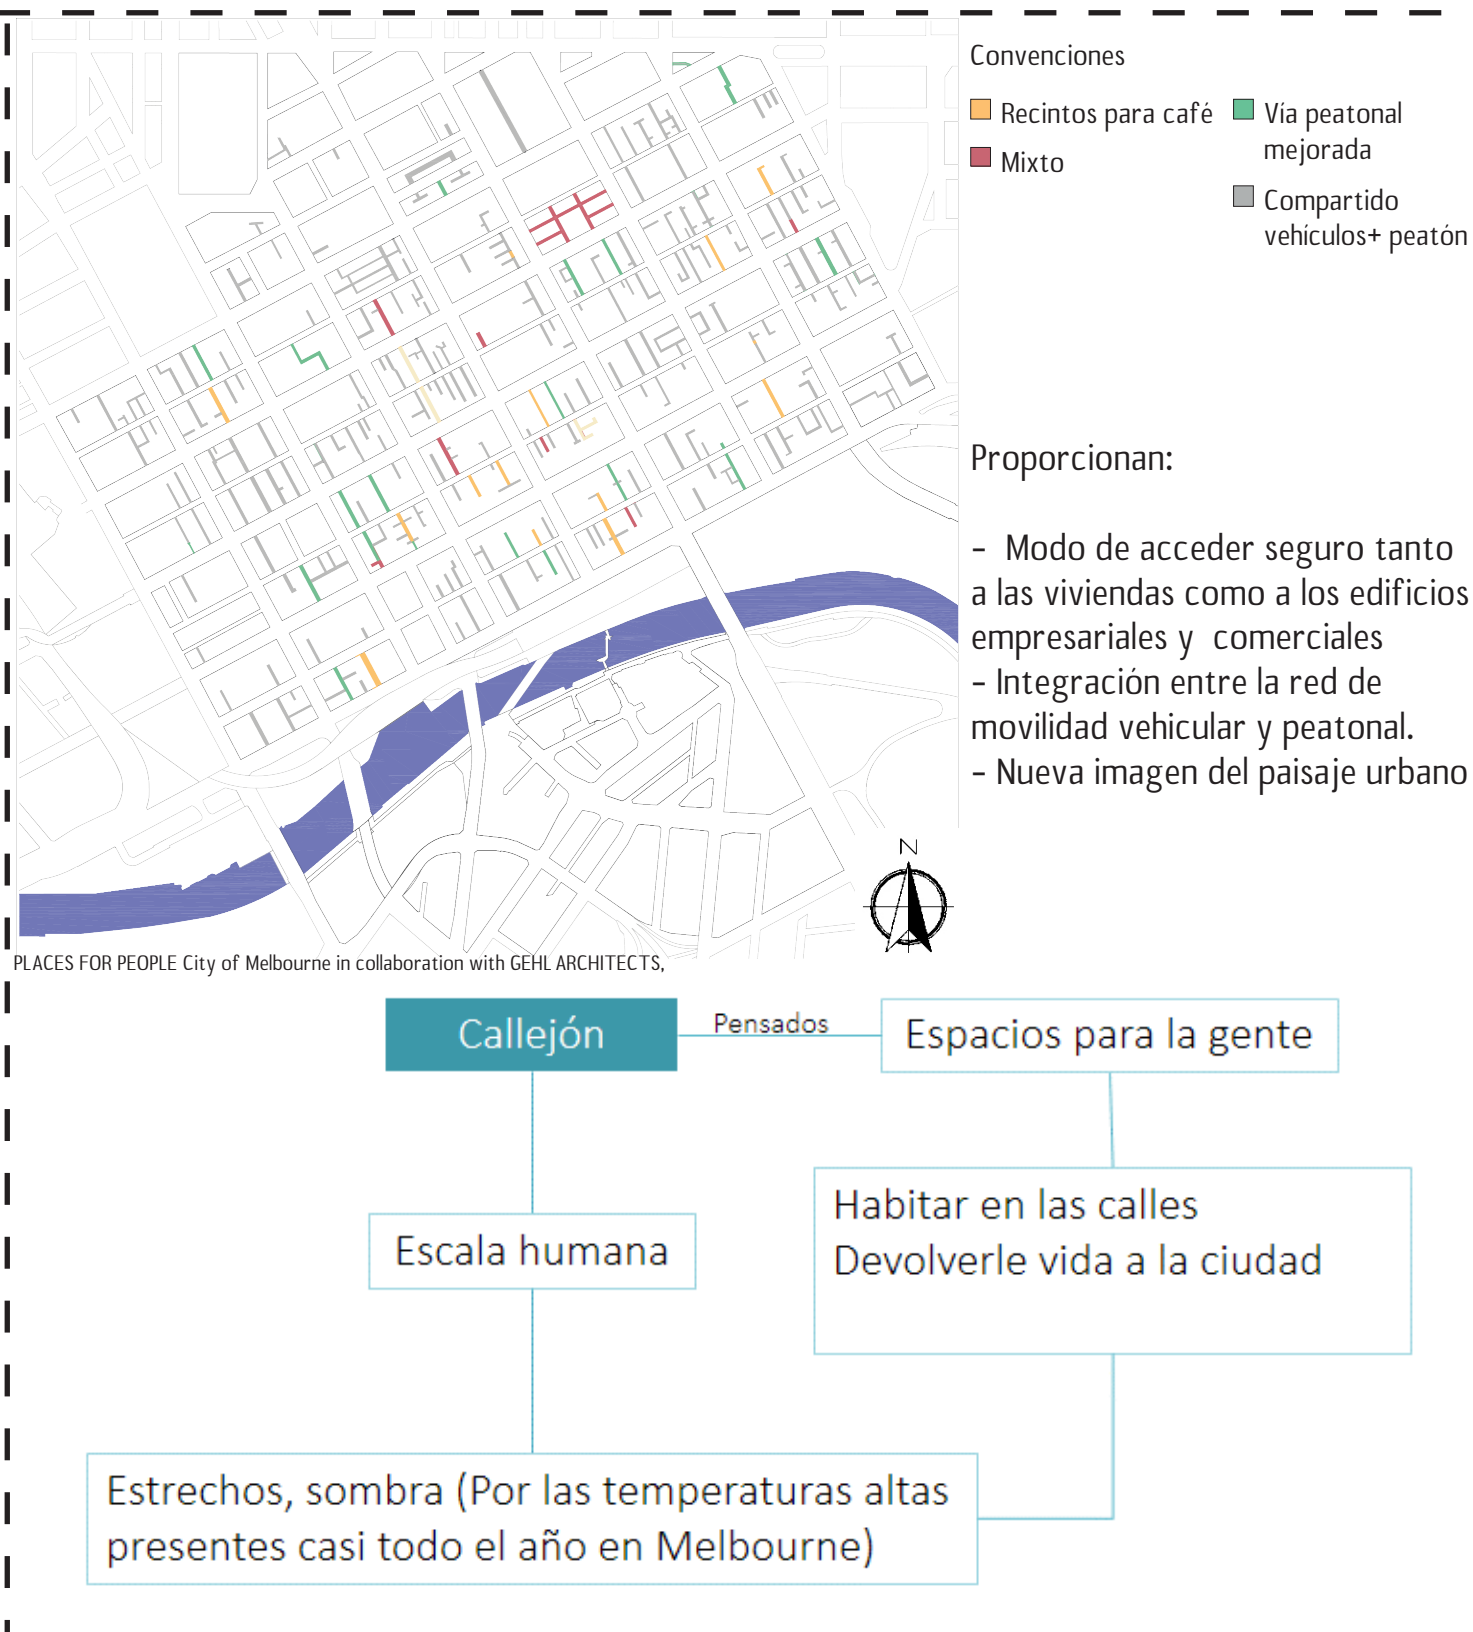 Convenciones
Recintos para café
Mixto
Vía peatonal
mejorada
Compartido
vehículos+ peatón
Proporcionan:
- Modo de acceder seguro tanto
a las viviendas como a los edificios
empresariales y comerciales
- Integración entre la red de
movilidad vehicular y peatonal.
- Nueva imagen del paisaje urbano
N
PLACES FOR PEOPLE City of Melbourne in collaboration with GEHL ARCHITECTS,
Callejón
Pensados
Espacios para la gente
Escala humana
Habitar en las calles
Devolverle vida a la ciudad
Estrechos, sombra (Por las temperaturas altas
presentes casi todo el año en Melbourne)